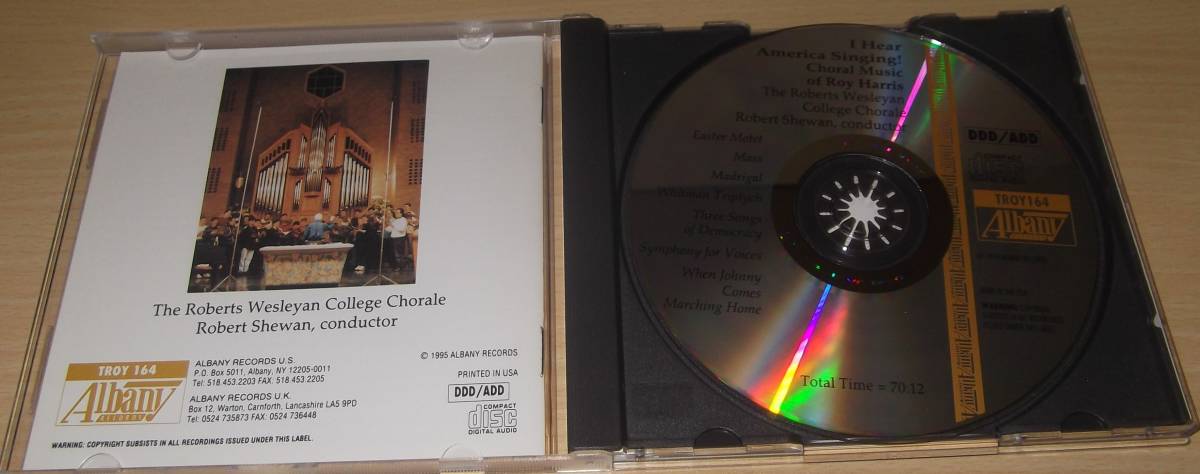 The Roberts Wesleyan College Chorale
Robert Shewan, conductor
TROY 164
Albany
RECORDS
ALBANY RECORDS U.S.
P.O. Box 5011, Albany, NY 12205-0011
Tel: 518.453.2203 FAX: 518.453.2205
ALBANY RECORDS U.K.
Box 12, Warton, Carnforth, Lancashire LA5 9PD
Tel: 0524 735873 FAX: 0524 736448
WARNING: COPYRIGHT SUBSISTS IN ALL RECORDINGS ISSUED UNDER THIS LABEL.
© 1995 ALBANY RECORDS
PRINTED IN USA
DDD/ADD
COMPACT
disc
DIGITAL AUDIO
I Hear
America Singing!
Choral Music
of Roy Harris
The Roberts Wesleyan
College Chorale
Robert Shewan, conductor
Easter Motet
Mass
Madrigal
Whitman Triptych
Three Songs
of Democracy
Symphony for Voices
When Johnny
Comes
Marching Home
Total Time = 70:12
DDD/ADD
COMPACT
disc
TROY164
Albany
RECORDS